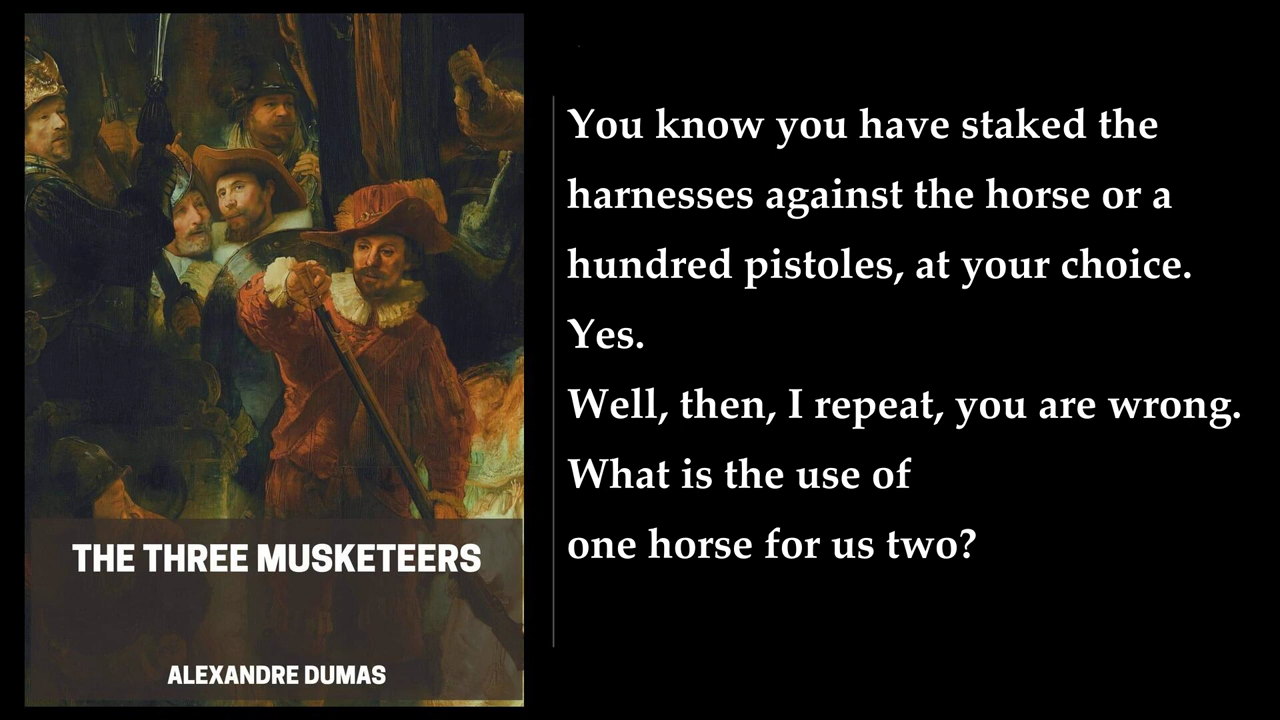 You know you have staked the
harnesses against the horse or a
hundred pistoles, at your choice.
Yes.
Well, then, I repeat, you are wrong.
What is the use of
one horse for us two?
THE THREE MUSKETEERS
ALEXANDRE DUMAS